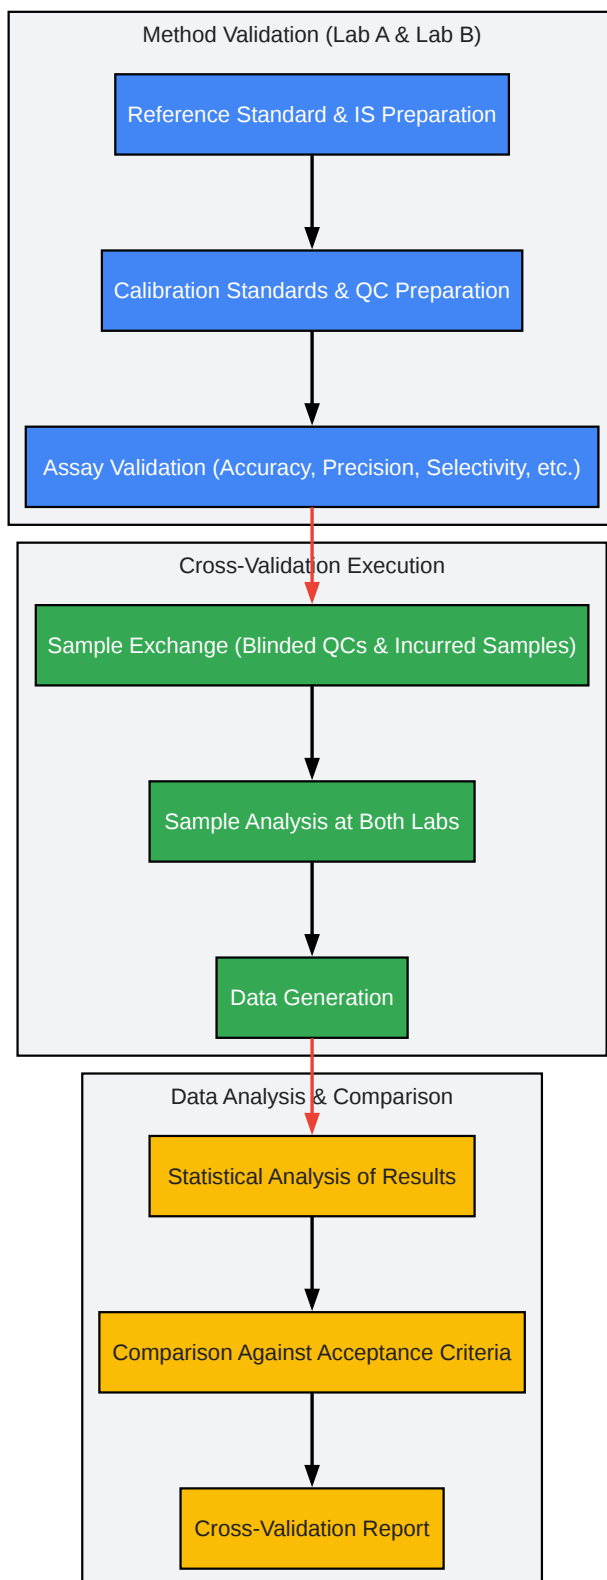 Method Validation (Lab A & Lab B)
Reference Standard & IS Preparation
Calibration Standards & QC Preparation
Assay Validation (Accuracy, Precision, Selectivity, etc.)
Cross-Validation Execution
Sample Exchange (Blinded QCs & Incurred Samples)
Sample Analysis at Both Labs
Data Generation
Data Analysis & Comparison
Statistical Analysis of Results
Comparison Against Acceptance Criteria
Cross-Validation Report